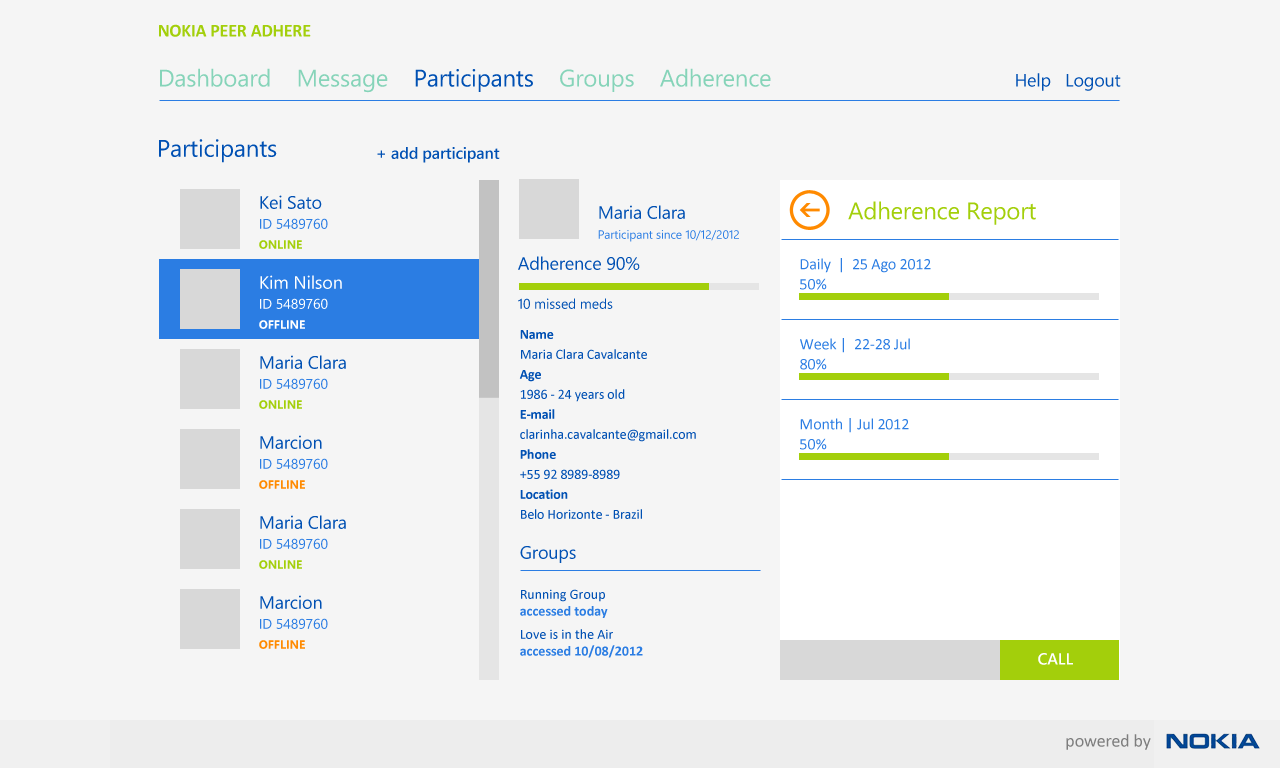 NOKIA PEER ADHERE
Dashboard Message Participants Groups Adherence Help Logout
Participants + add participant
Kei Sato
ID 5489760
ONLINE
Kim Nilson
ID 5489760
OFFLINE
Maria Clara
ID 5489760
ONLINE
Marcion
ID 5489760
OFFLINE
Maria Clara
ID 5489760
ONLINE
Marcion
ID 5489760
OFFLINE
Maria Clara
Participant since 10/12/2012
Adherence 90%
10 missed meds
Name
Maria Clara Cavalcante
Age
1986 - 24 years old
E-mail
clarinha.cavalcante@gmail.com
Phone
+55 92 8989-8989
Location
Belo Horizonte - Brazil
Groups
Running Group
accessed today
Love is in the Air
accessed 10/08/2012
Adherence Report
Daily | 25 Ago 2012
50%
Week | 22-28 Jul
80%
Month | Jul 2012
50%
CALL
powered by NOKIA